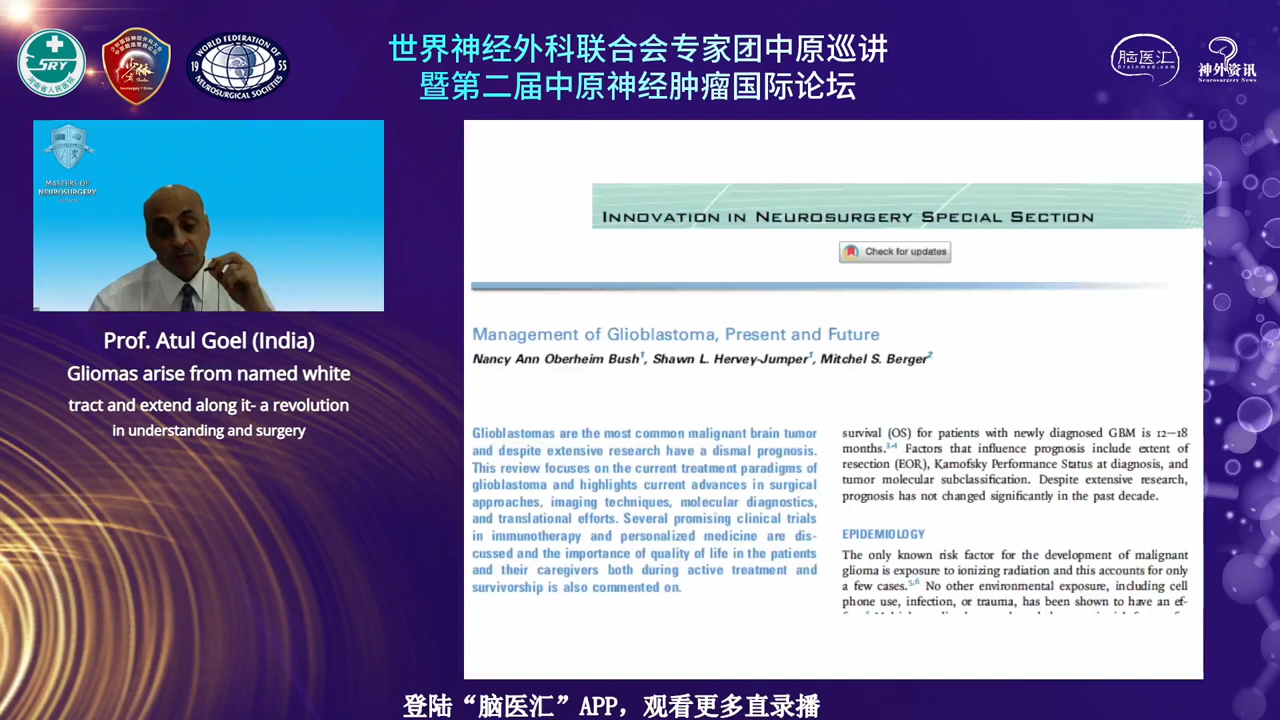 SRY
WORLD FEDERATION OF
1955
NEUROSURGICAL SOCIETIES
世界神经外科联合会专家团中原巡讲
暨第二届中原神经肿瘤国际论坛
脑医汇
Brainmed.com
神外资讯
Neurosurgery News
MASTERS OF
NEUROSURGERY
Prof. Atul Goel (India)
Gliomas arise from named white
tract and extend along it- a revolution
in understanding and surgery
INNOVATION IN NEUROSURGERY SPECIAL SECTION
Check for updates
Management of Glioblastoma, Present and Future
Nancy Ann Oberheim Bush1, Shawn L. Hervey-Jumper1, Mitchel S. Berger2
Glioblastomas are the most common malignant brain tumor
and despite extensive research have a dismal prognosis.
This review focuses on the current treatment paradigms of
glioblastoma and highlights current advances in surgical
approaches, imaging techniques, molecular diagnostics,
and translational efforts. Several promising clinical trials
in immunotherapy and personalized medicine are dis-
cussed and the importance of quality of life in the patients
and their caregivers both during active treatment and
survivorship is also commented on.
survival (OS) for patients with newly diagnosed GBM is 12–18
months.3,4 Factors that influence prognosis include extent of
resection (EOR), Karnofsky Performance Status at diagnosis, and
tumor molecular subclassification. Despite extensive research,
prognosis has not changed significantly in the past decade.
EPIDEMIOLOGY
The only known risk factor for the development of malignant
glioma is exposure to ionizing radiation and this accounts for only
a few cases.5,6 No other environmental exposure, including cell
phone use, infection, or trauma, has been shown to have an ef-
登陆“脑医汇”APP，观看更多直录播